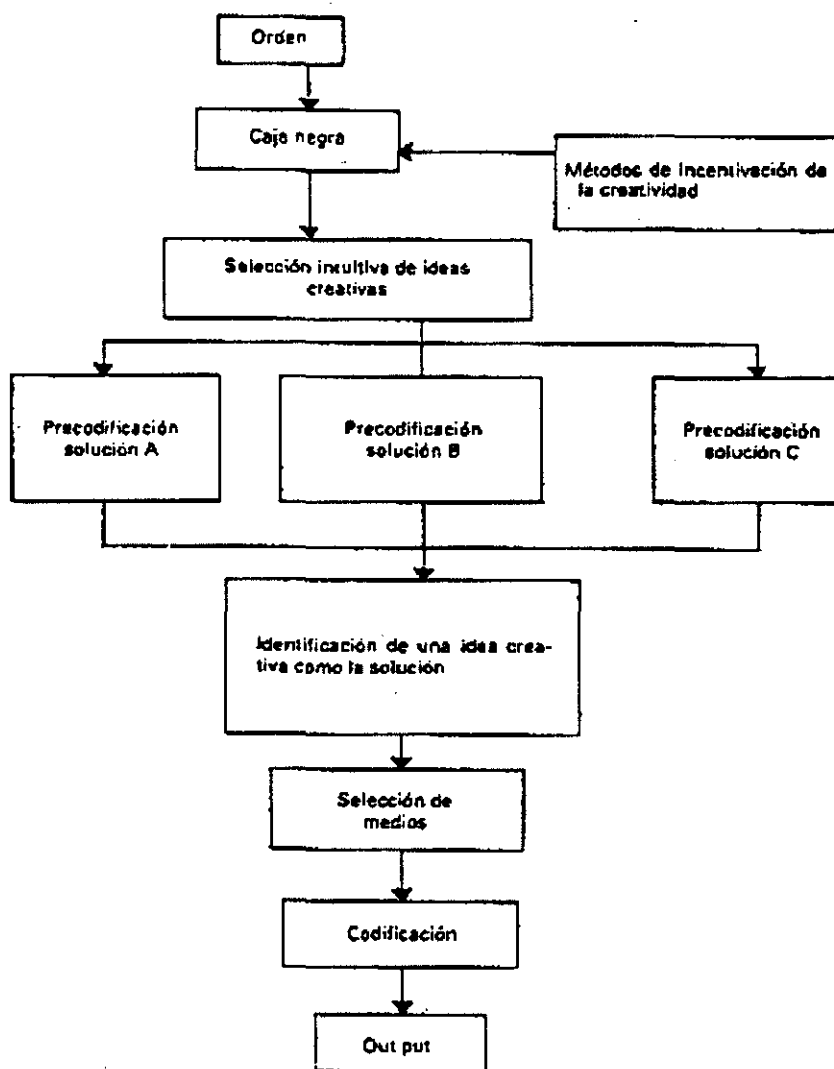 Orden
Caja negra
Métodos de Incentivación de
la creatividad
Selección intuitiva de ideas
creativas
Precodificación
solución A
Precodificación
solución B
Precodificación
solución C
Identificación de una idea crea-
tiva como la solución
Selección de
medios
Codificación
Out put